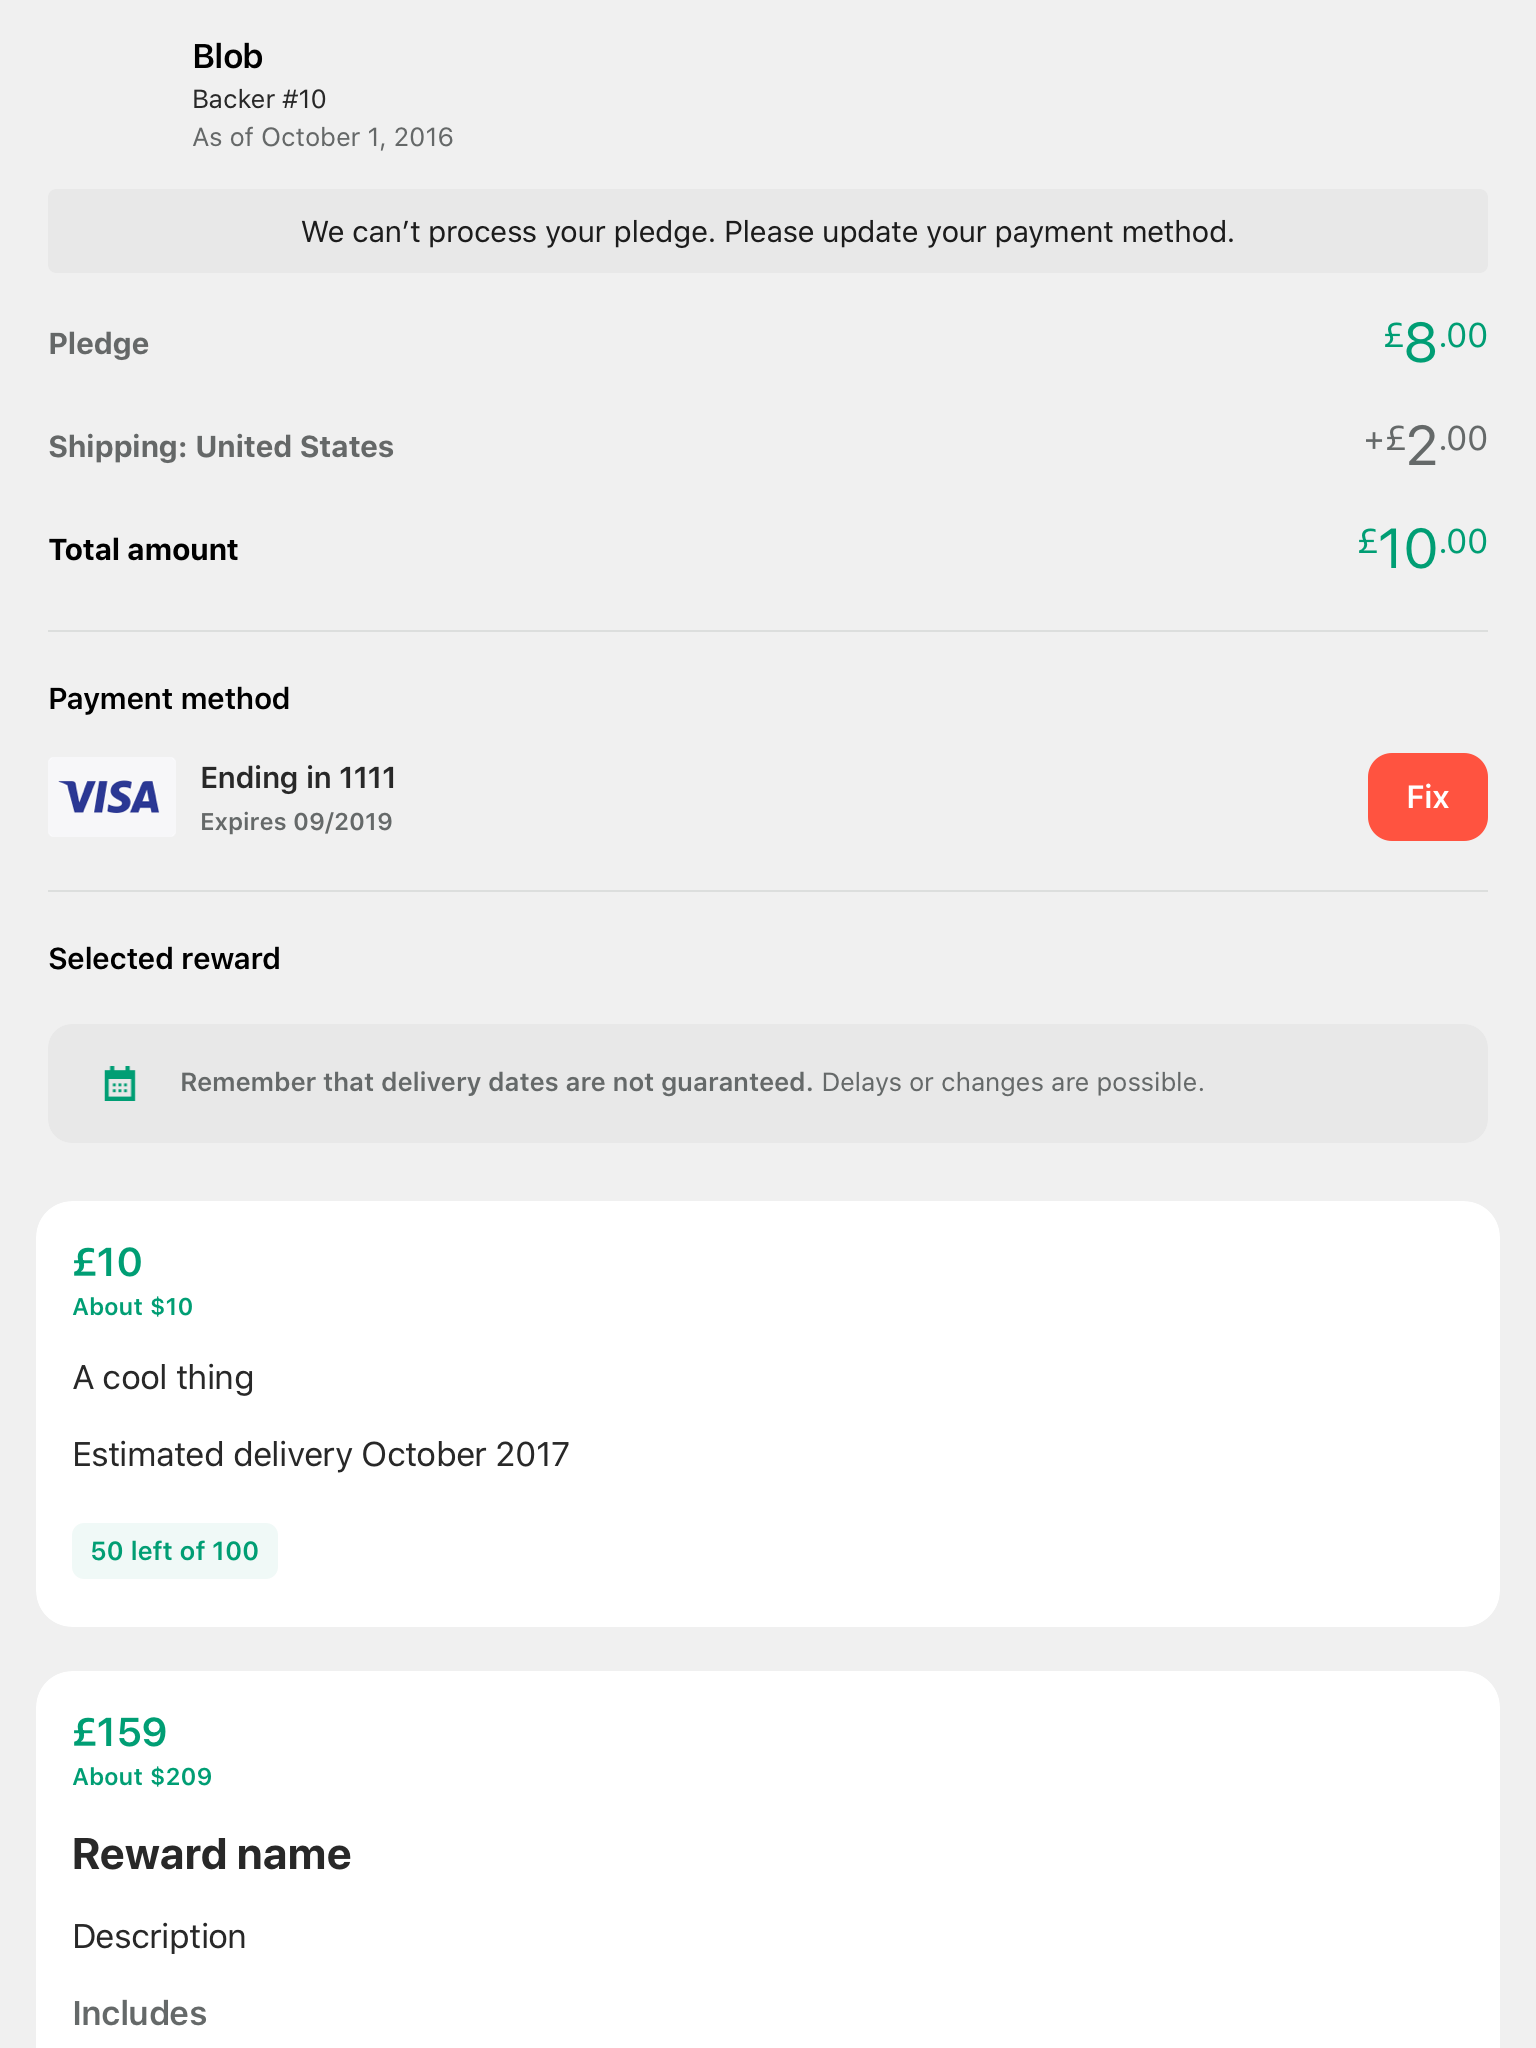 Blob
Backer #10
As of October 1, 2016
We can’t process your pledge. Please update your payment method.
Pledge
£8.00
Shipping: United States
+£2.00
Total amount
£10.00
Payment method
VISA
Ending in 1111
Expires 09/2019
Fix
Selected reward
Remember that delivery dates are not guaranteed. Delays or changes are possible.
£10
About $10
A cool thing
Estimated delivery October 2017
50 left of 100
£159
About $209
Reward name
Description
Includes